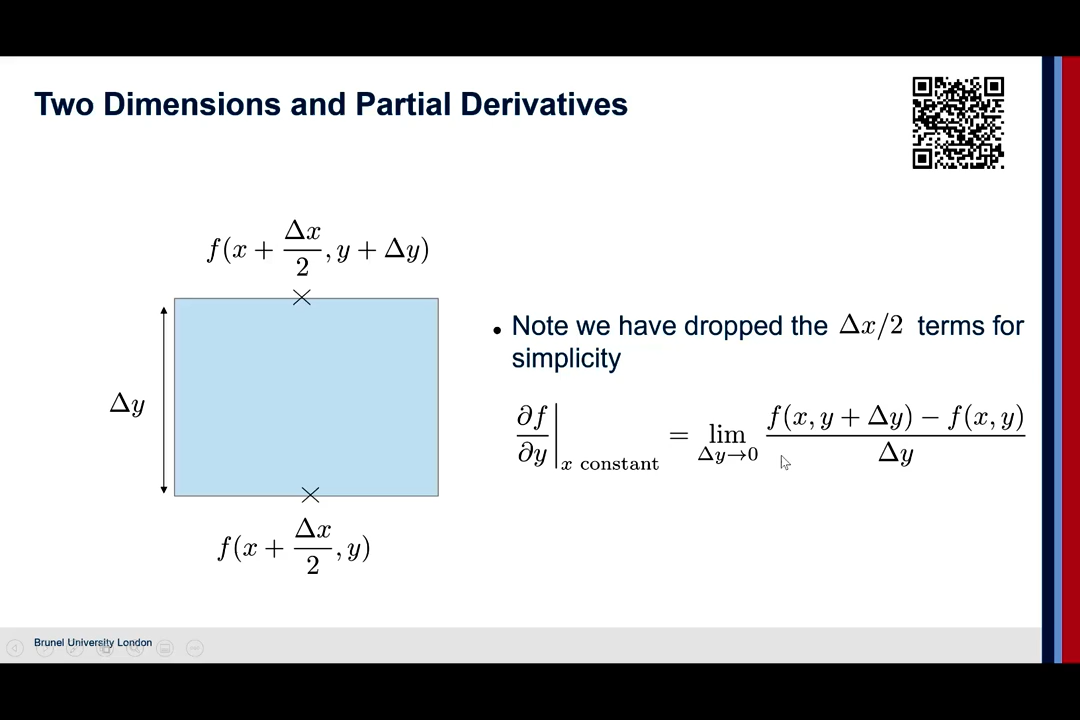 Two Dimensions and Partial Derivatives
f(x + Δx/2, y + Δy)
Δy
f(x + Δx/2, y)
• Note we have dropped the Δx/2 terms for
simplicity
∂f/∂y |x constant = lim Δy→0 (f(x, y + Δy) − f(x, y))/Δy
Brunel University London